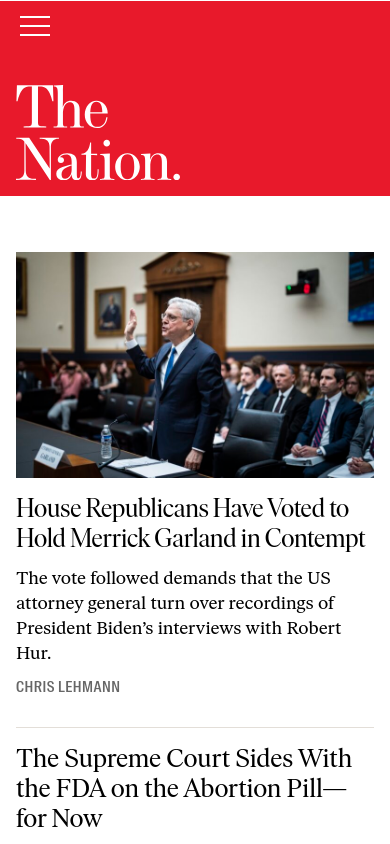 The
Nation.
GARLAND
House Republicans Have Voted to
Hold Merrick Garland in Contempt
The vote followed demands that the US
attorney general turn over recordings of
President Biden’s interviews with Robert
Hur.
CHRIS LEHMANN
The Supreme Court Sides With
the FDA on the Abortion Pill—
for Now